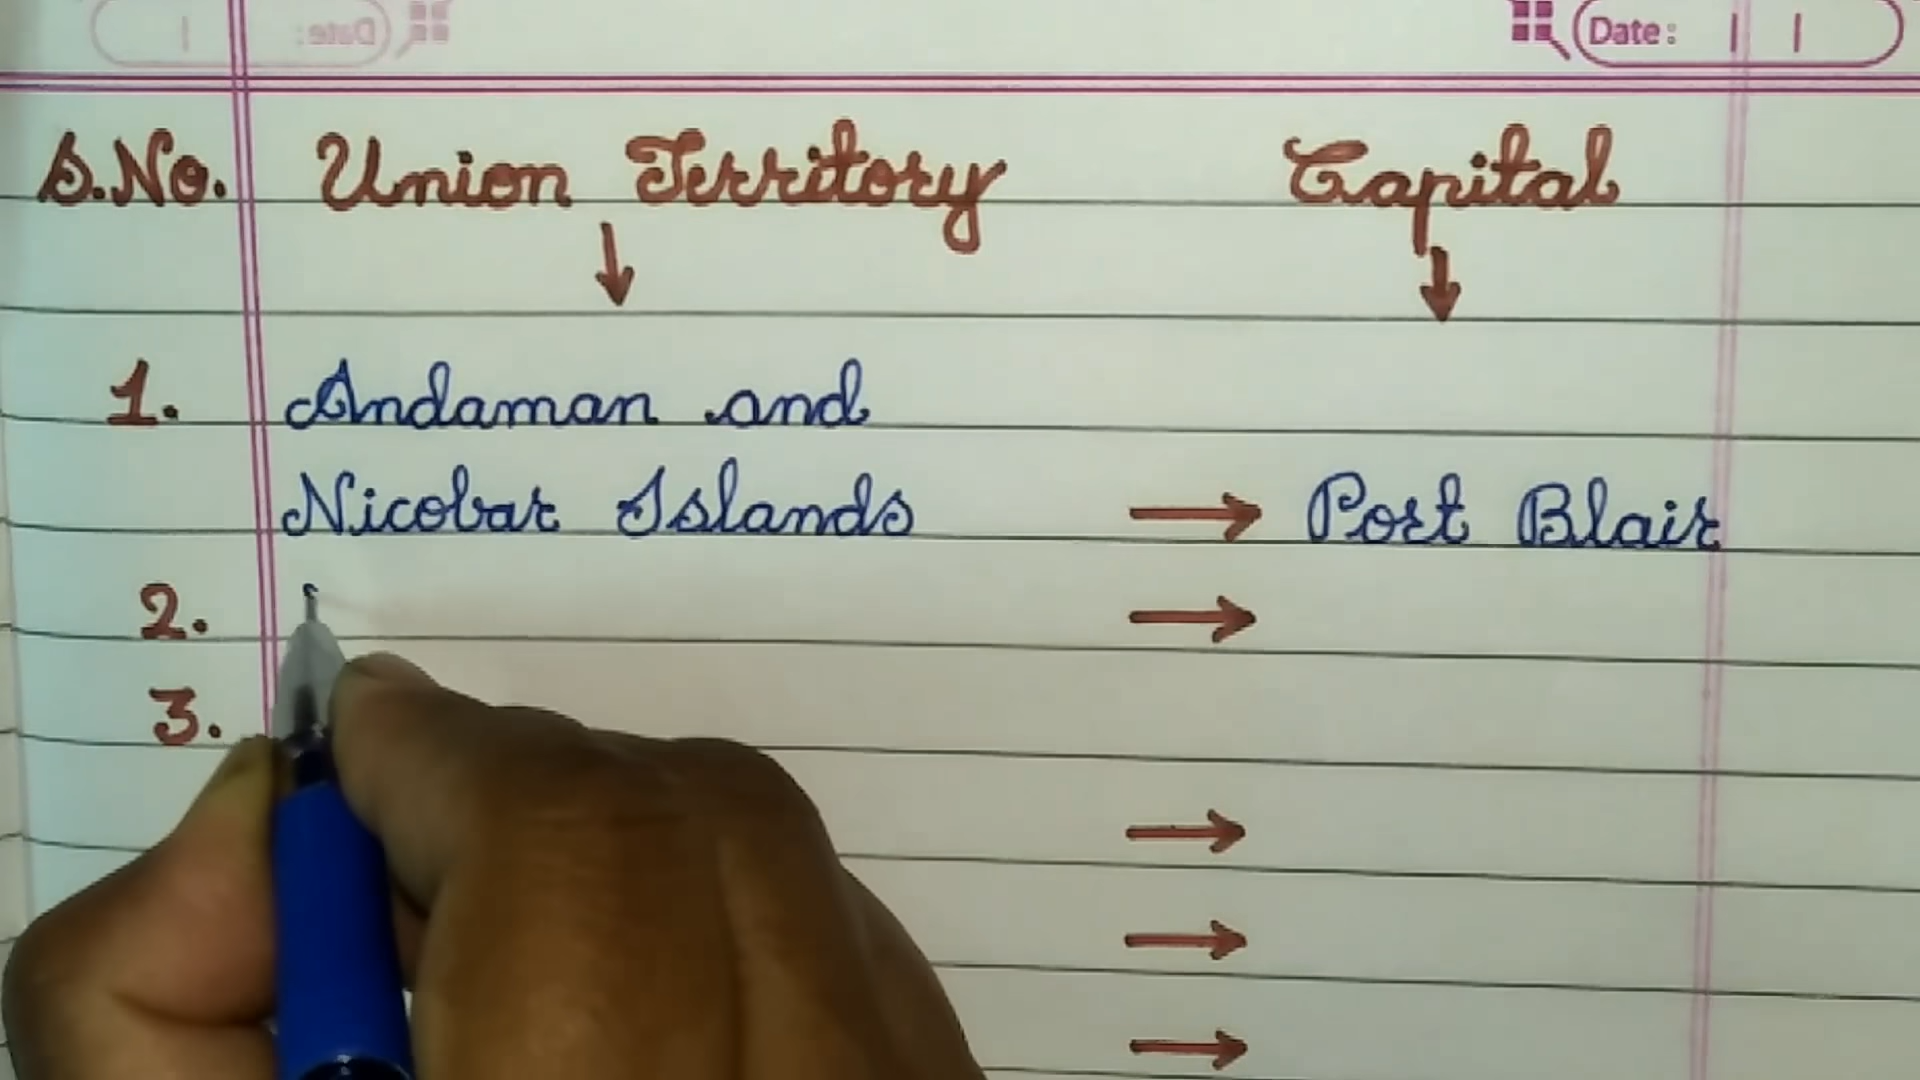 Date:
S.No. Union Territory Capital
1. Andaman and
Nicobar Islands → Port Blair
2. →
3.
→
→
→